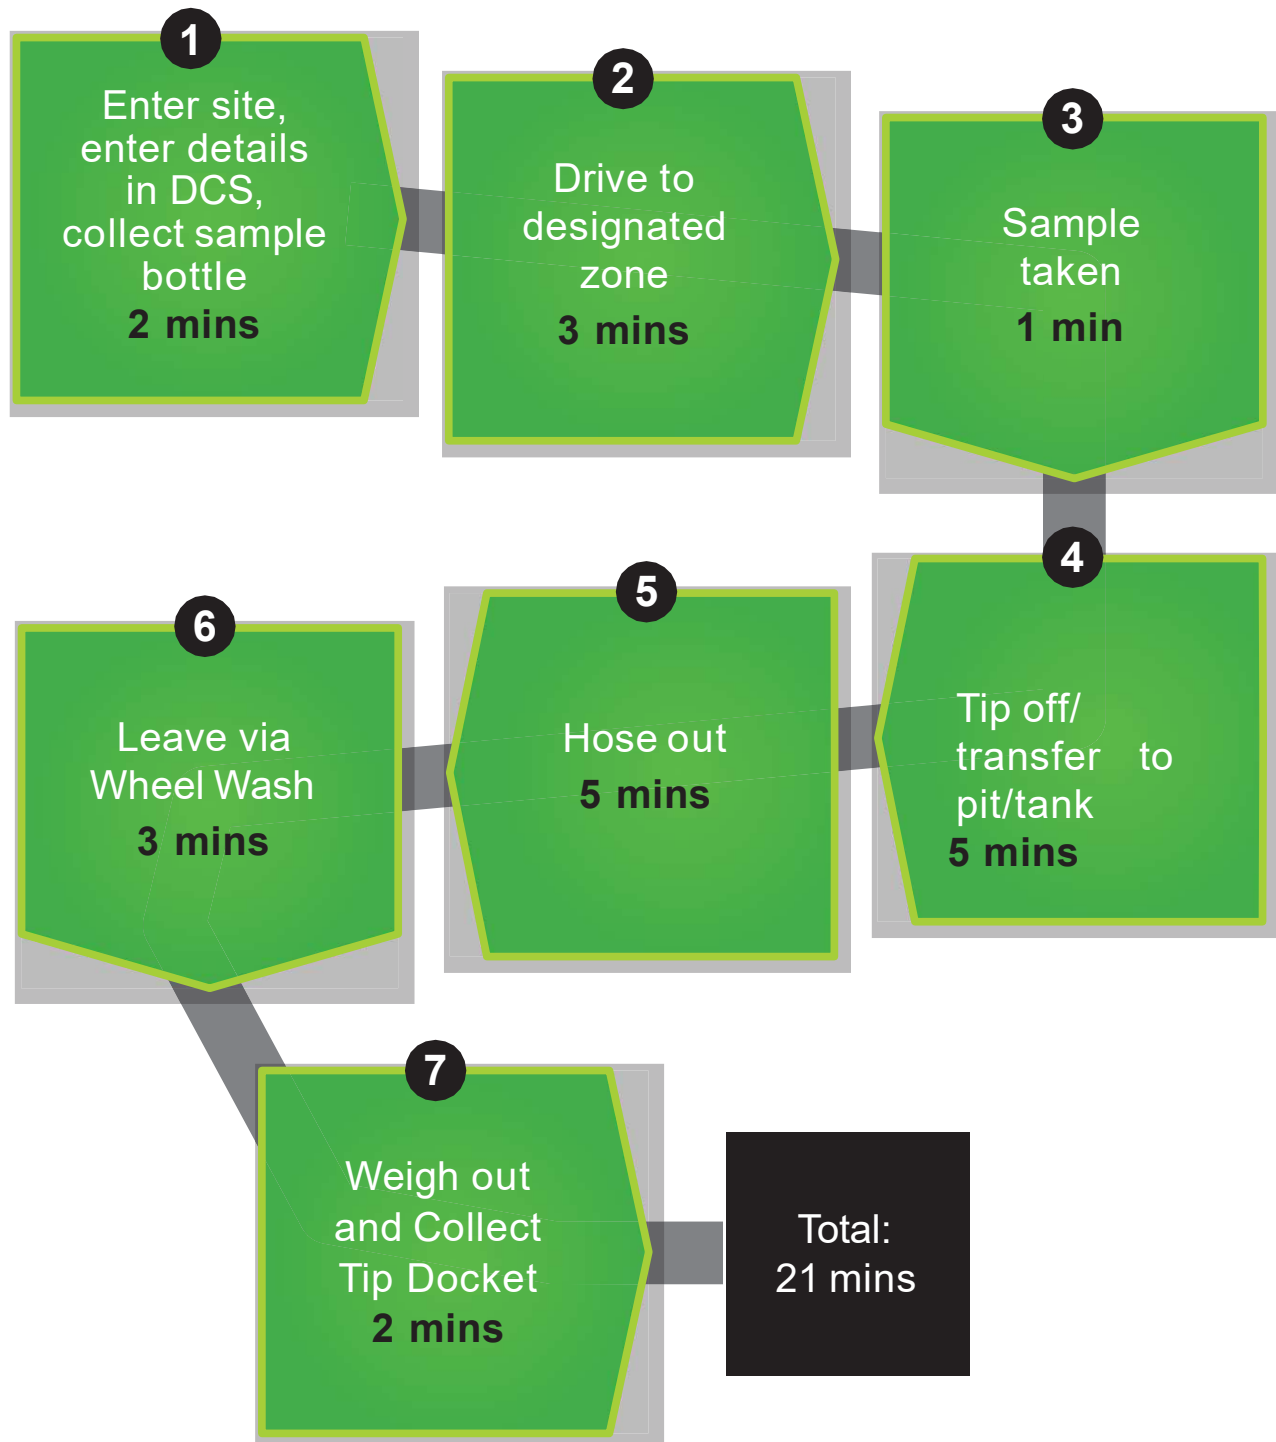 1
Enter site,
enter details
in DCS,
collect sample
bottle
2 mins
2
Drive to
designated
zone
3 mins
3
Sample
taken
1 min
4
Tip off/
transfer to
pit/tank
5 mins
5
Hose out
5 mins
6
Leave via
Wheel Wash
3 mins
7
Weigh out
and Collect
Tip Docket
2 mins
Total:
21 mins